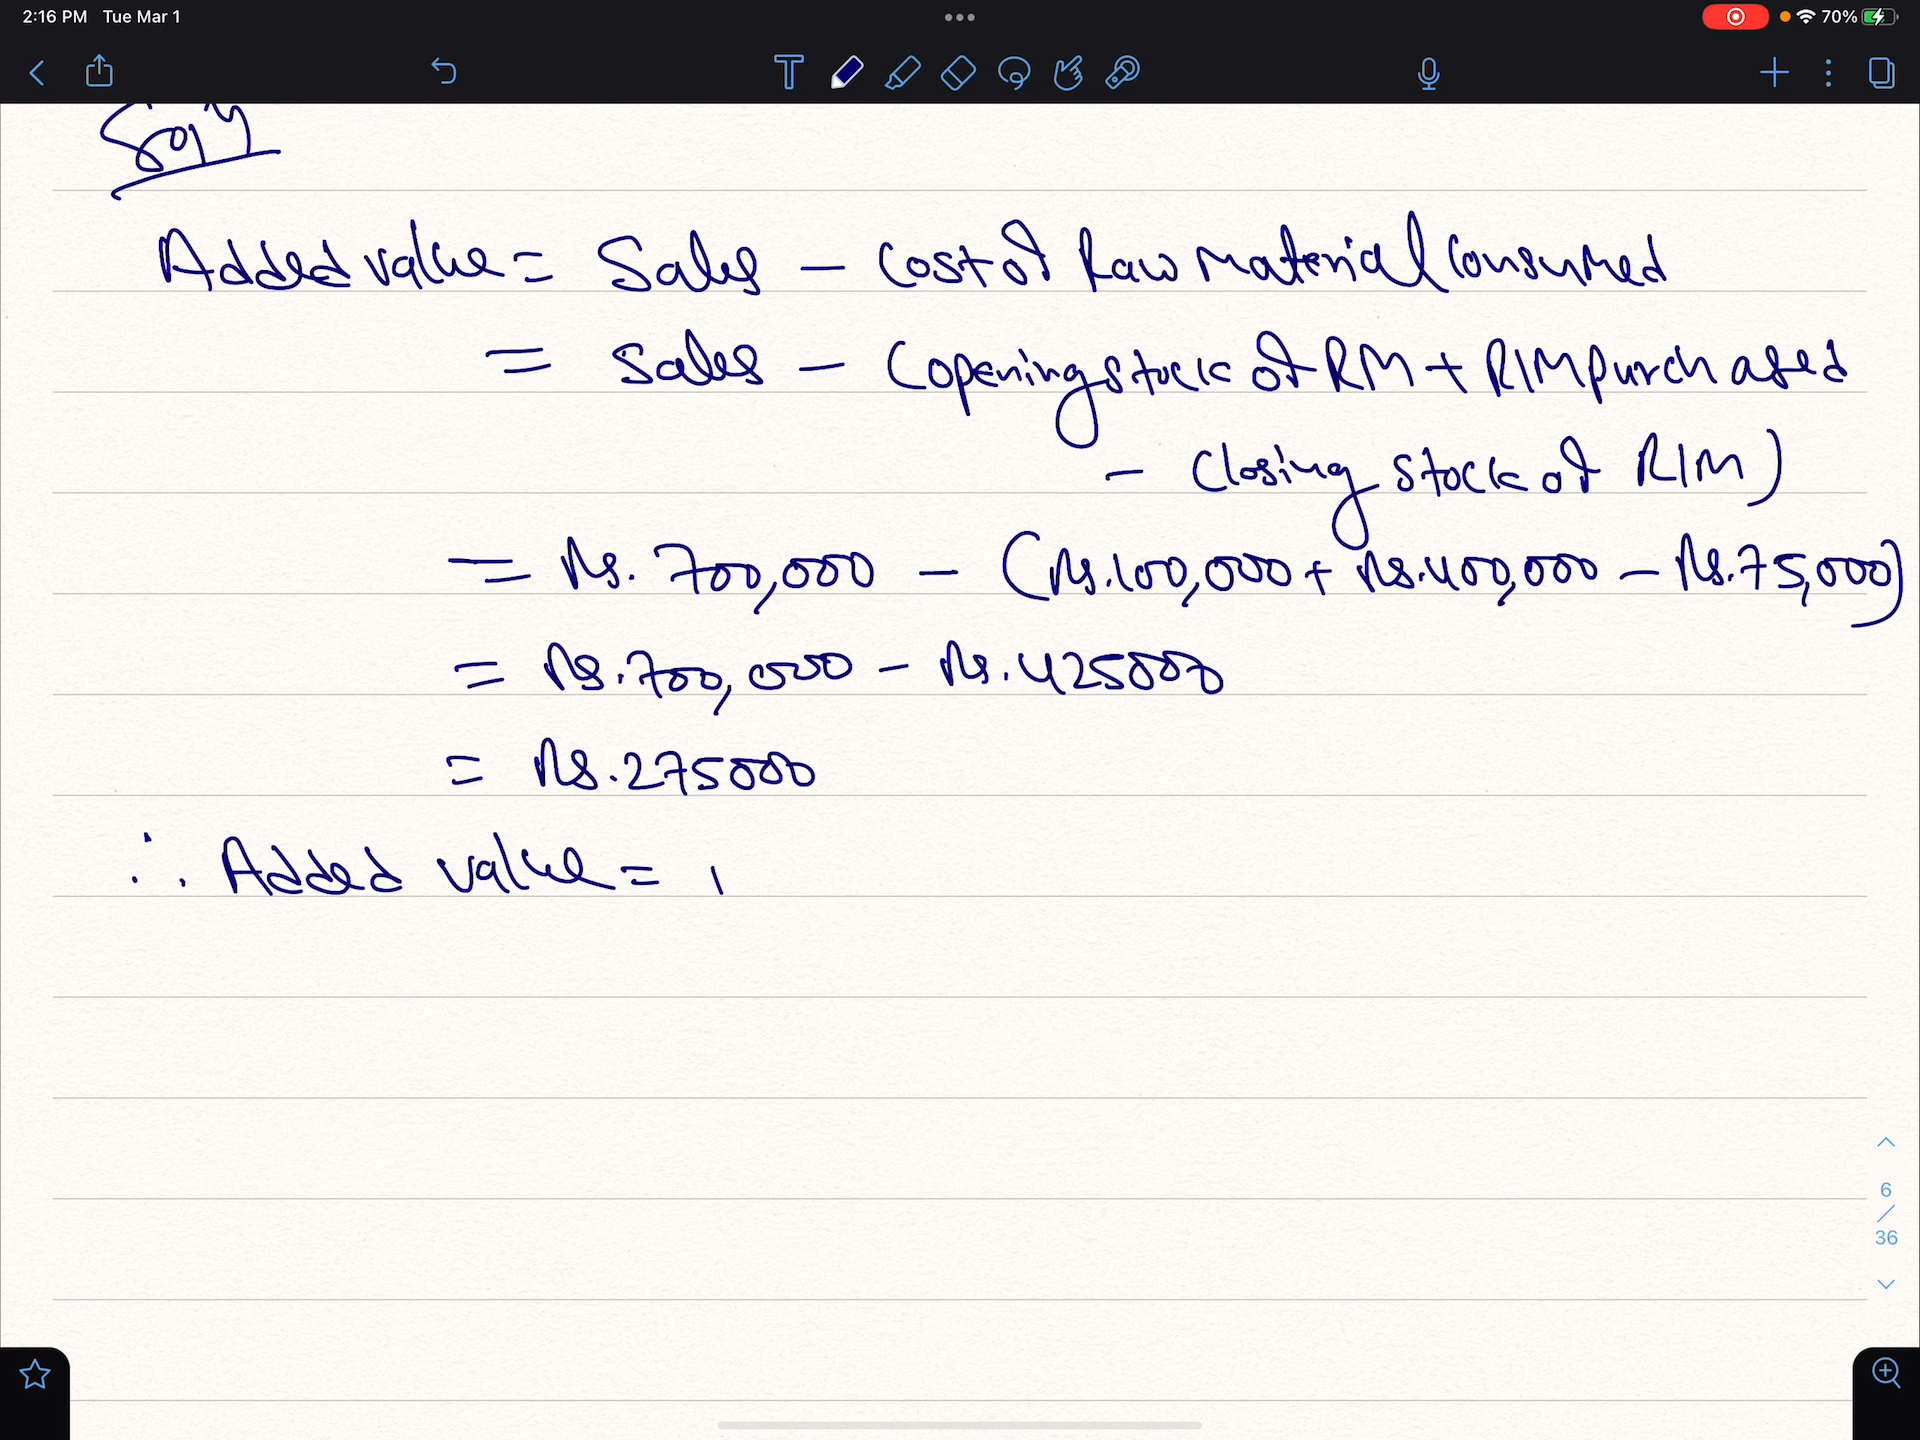 2:16 PM Tue Mar 1
70%
Soln
Added value = Sales - Cost of Raw Material Consumed
= Sales - (opening stock of RM + R/M purchased
- Closing stock of R/M)
= Rs. 700,000 - (Rs.100,000 + Rs.400,000 - Rs.75,000)
= Rs.700,000 - Rs.425000
= Rs.275000
∴ Added value =
6
/
36